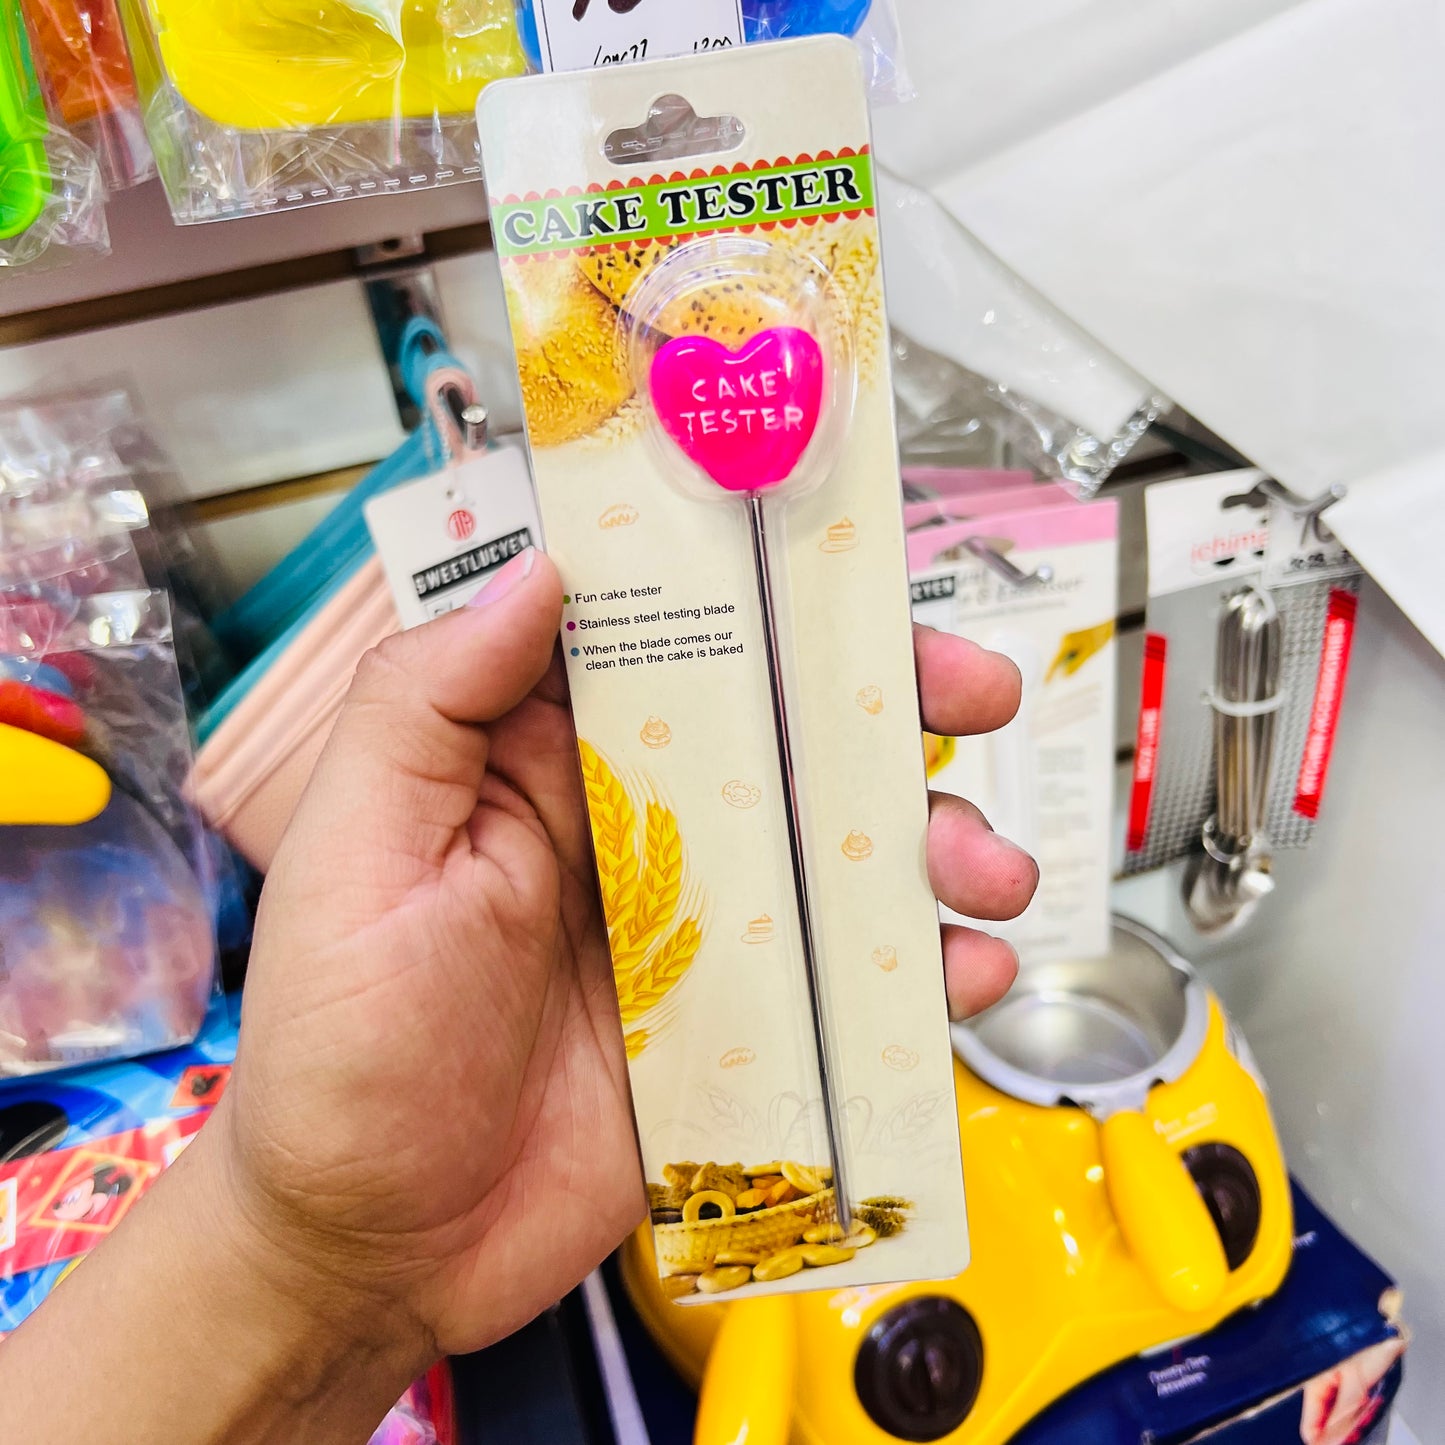 CAKE TESTER
CAKE
TESTER
Fun cake tester
Stainless steel testing blade
When the blade comes our
clean then the cake is baked
SWEETLUCYEN